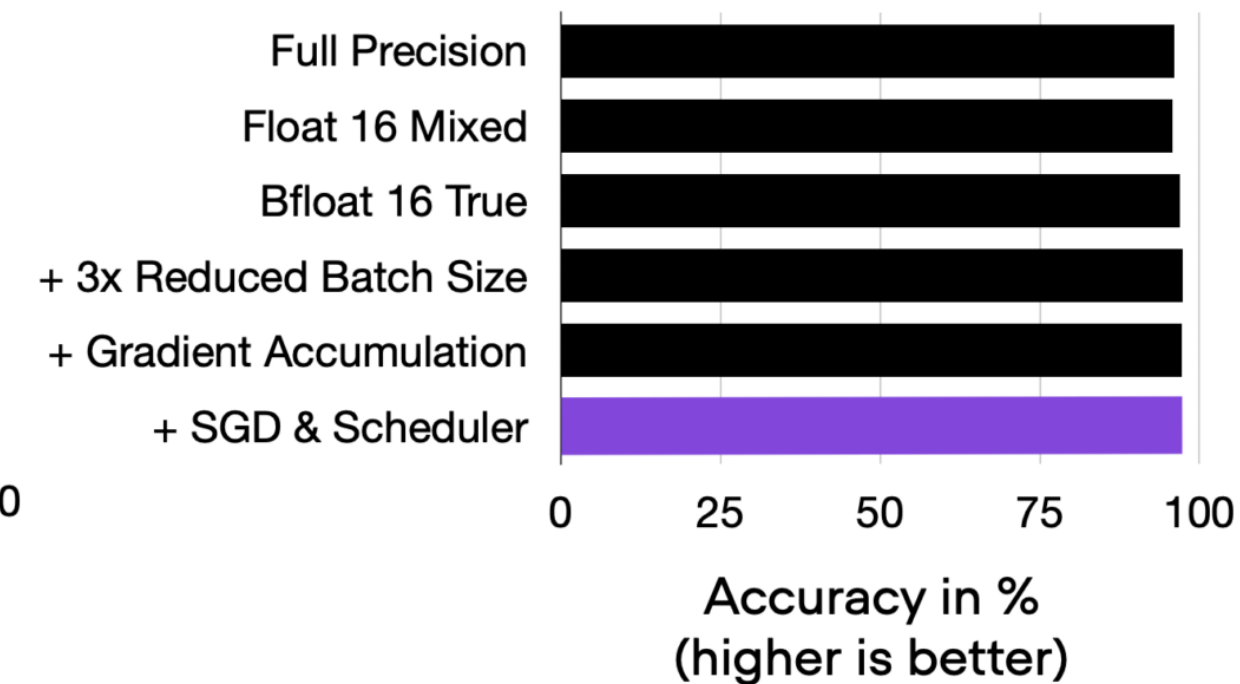 Full Precision
Float 16 Mixed
Bfloat 16 True
+ 3x Reduced Batch Size
+ Gradient Accumulation
+ SGD & Scheduler
0
0 25 50 75 100
Accuracy in %
(higher is better)